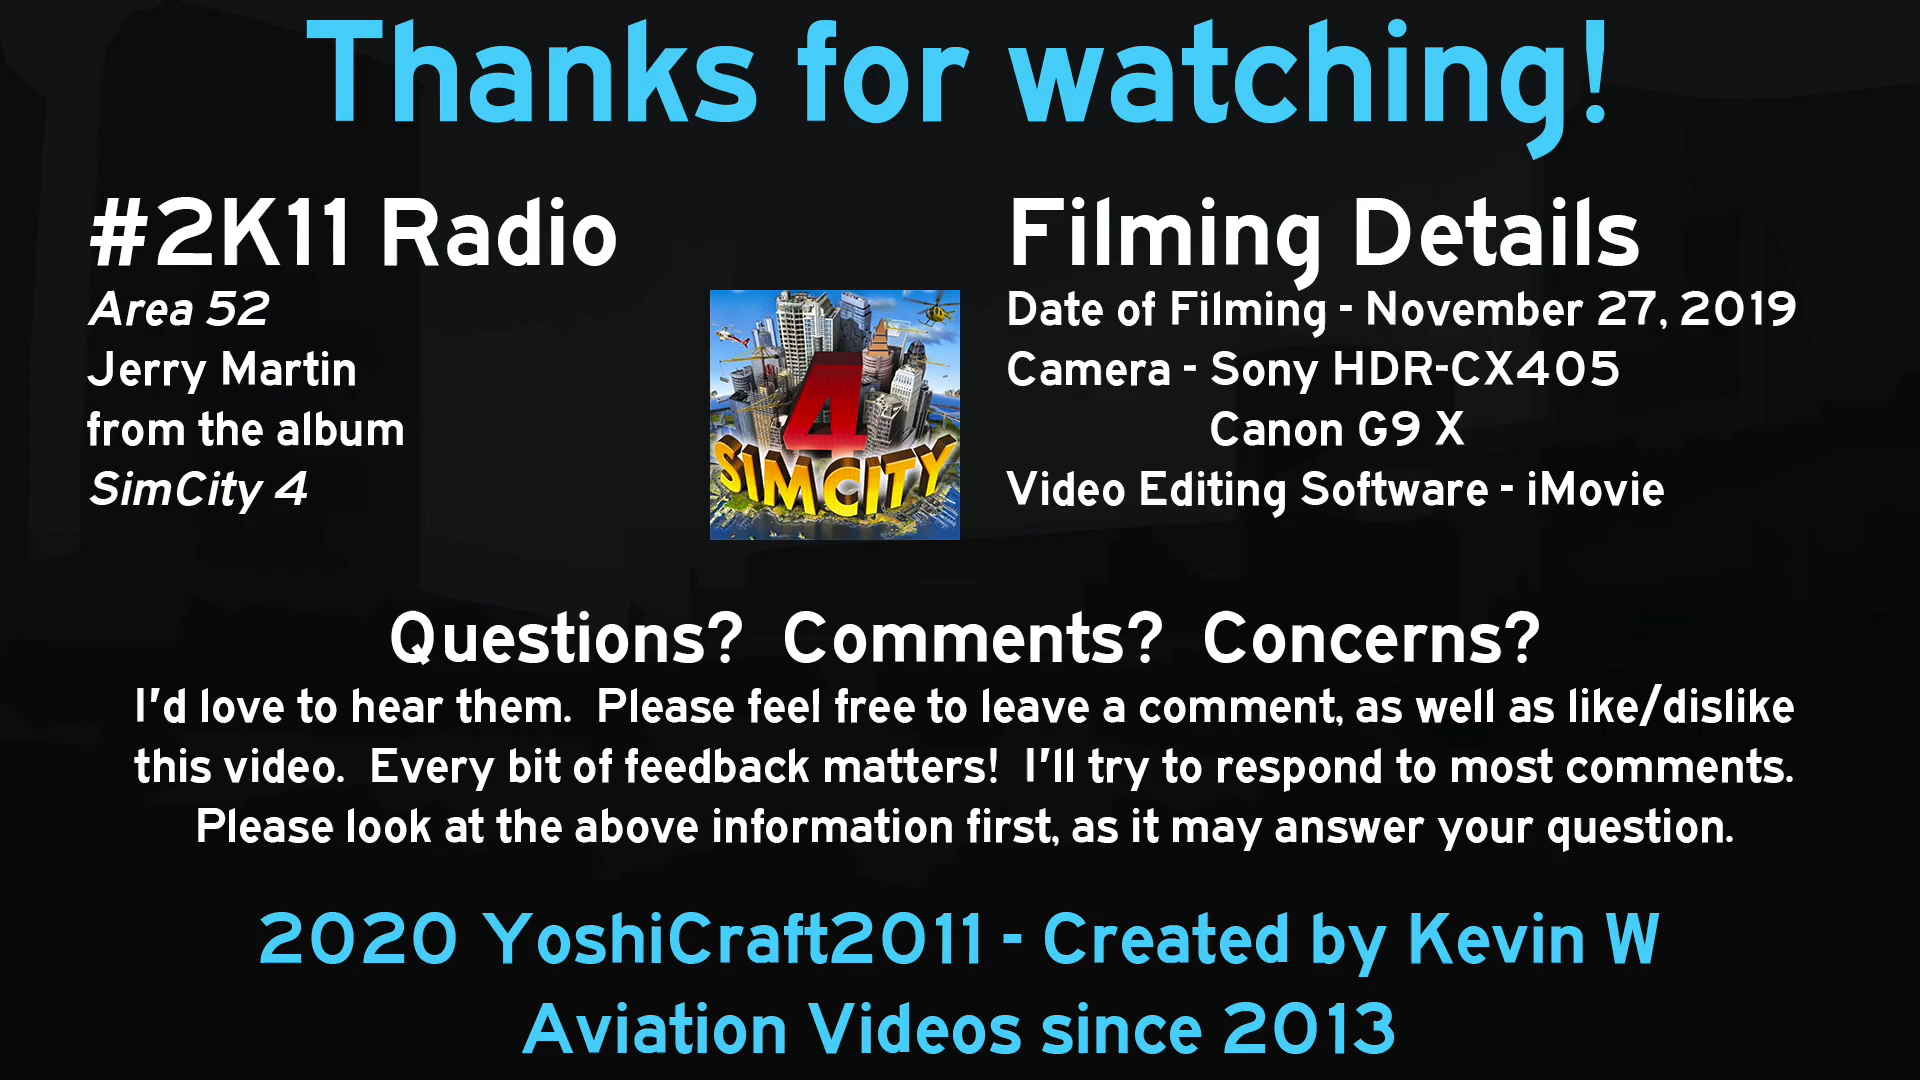 Thanks for watching!
#2K11 Radio
Area 52
Jerry Martin
from the album
SimCity 4
4
SIMCITY
Filming Details
Date of Filming - November 27, 2019
Camera - Sony HDR-CX405
Canon G9 X
Video Editing Software - iMovie
Questions?  Comments?  Concerns?
I'd love to hear them.  Please feel free to leave a comment, as well as like/dislike
this video.  Every bit of feedback matters!  I'll try to respond to most comments.
Please look at the above information first, as it may answer your question.
2020 YoshiCraft2011 - Created by Kevin W
Aviation Videos since 2013